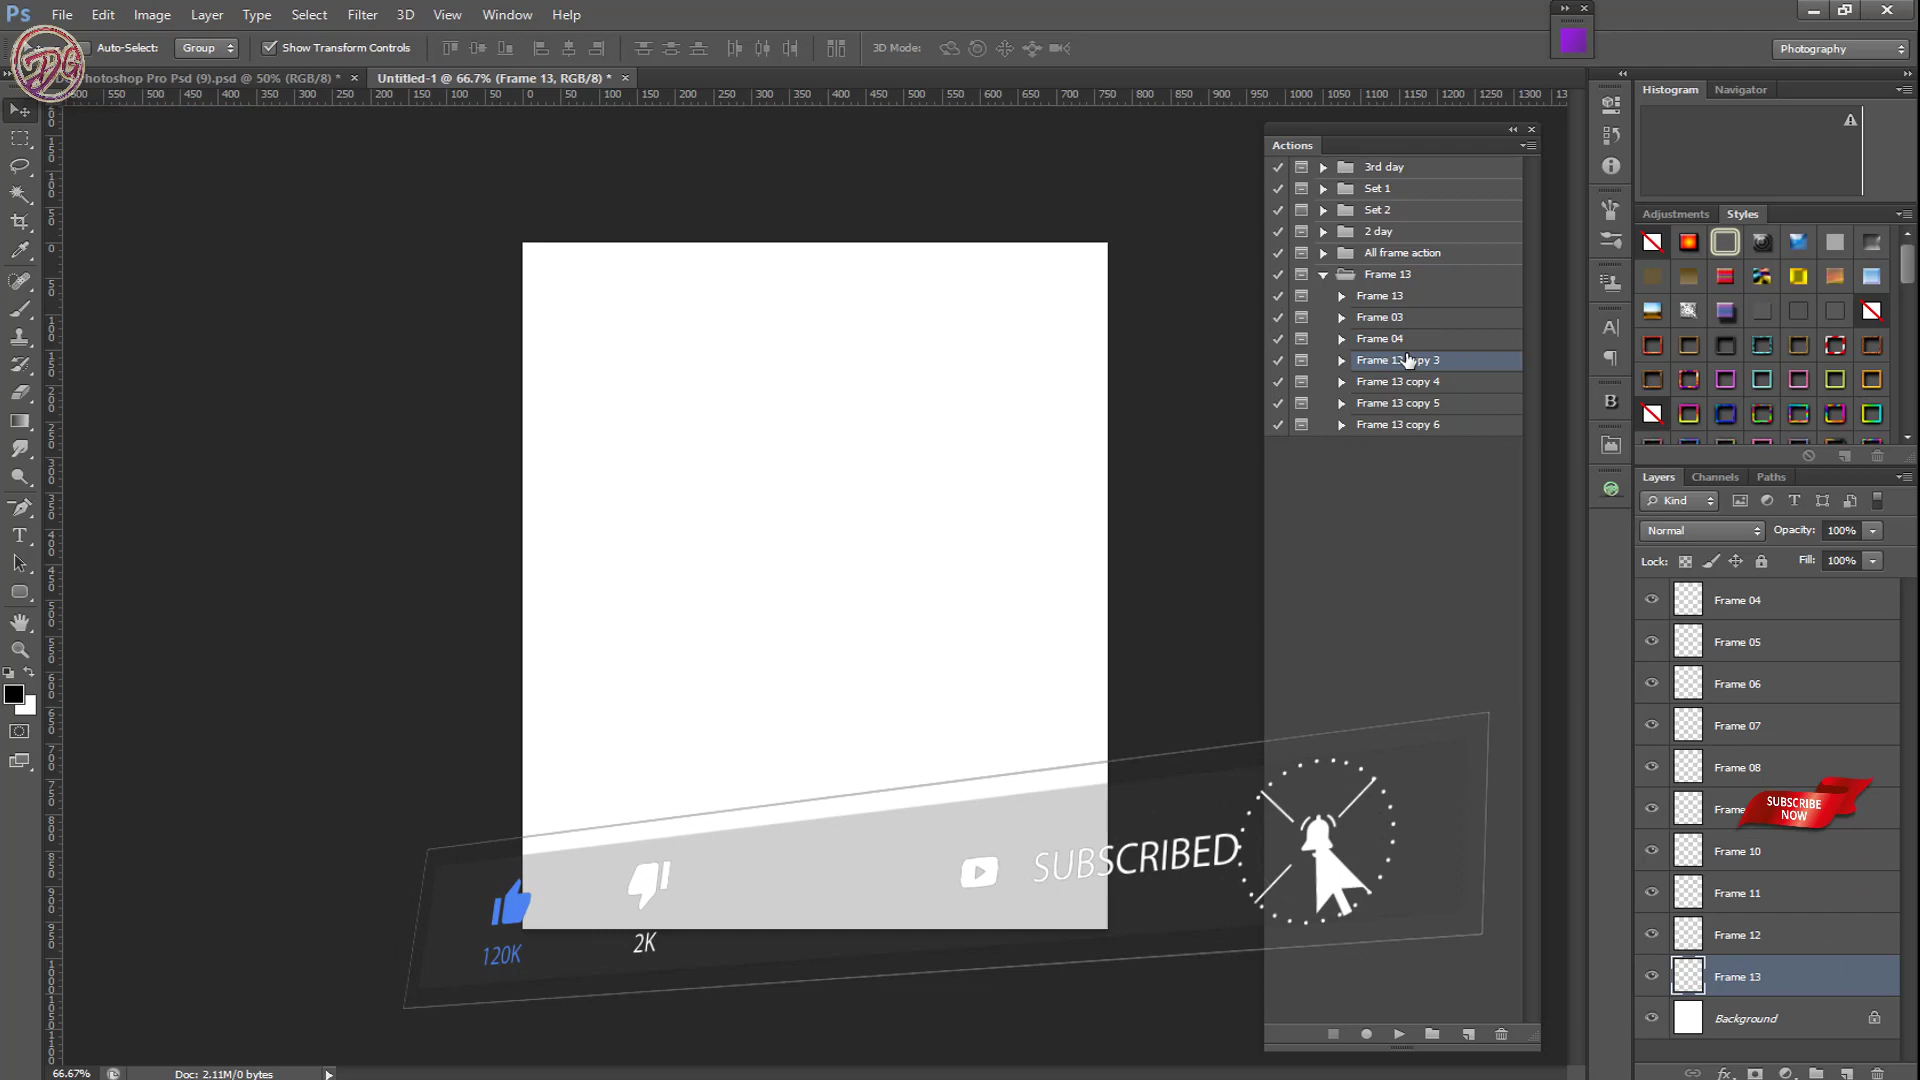 Ps File Edit Image Layer Type Select Filter 3D View Window Help
Auto-Select: Group Show Transform Controls 3D Mode: Photography
DG
Photoshop Pro Psd (9).psd @ 50% (RGB/8) * Untitled-1 @ 66.7% (Frame 13, RGB/8) *
Actions
3rd day
Set 1
Set 2
2 day
All frame action
Frame 13
Frame 13
Frame 03
Frame 04
Frame 13 copy 3
Frame 13 copy 4
Frame 13 copy 5
Frame 13 copy 6
Histogram Navigator
Adjustments Styles
Layers Channels Paths
Kind
Normal Opacity: 100%
Lock: Fill: 100%
Frame 04
Frame 05
Frame 06
Frame 07
Frame 08
Frame 10
Frame 11
Frame 12
Frame 13
Background
SUBSCRIBE
NOW
SUBSCRIBED
120K
2K
66.67% Doc: 2.11M/0 bytes